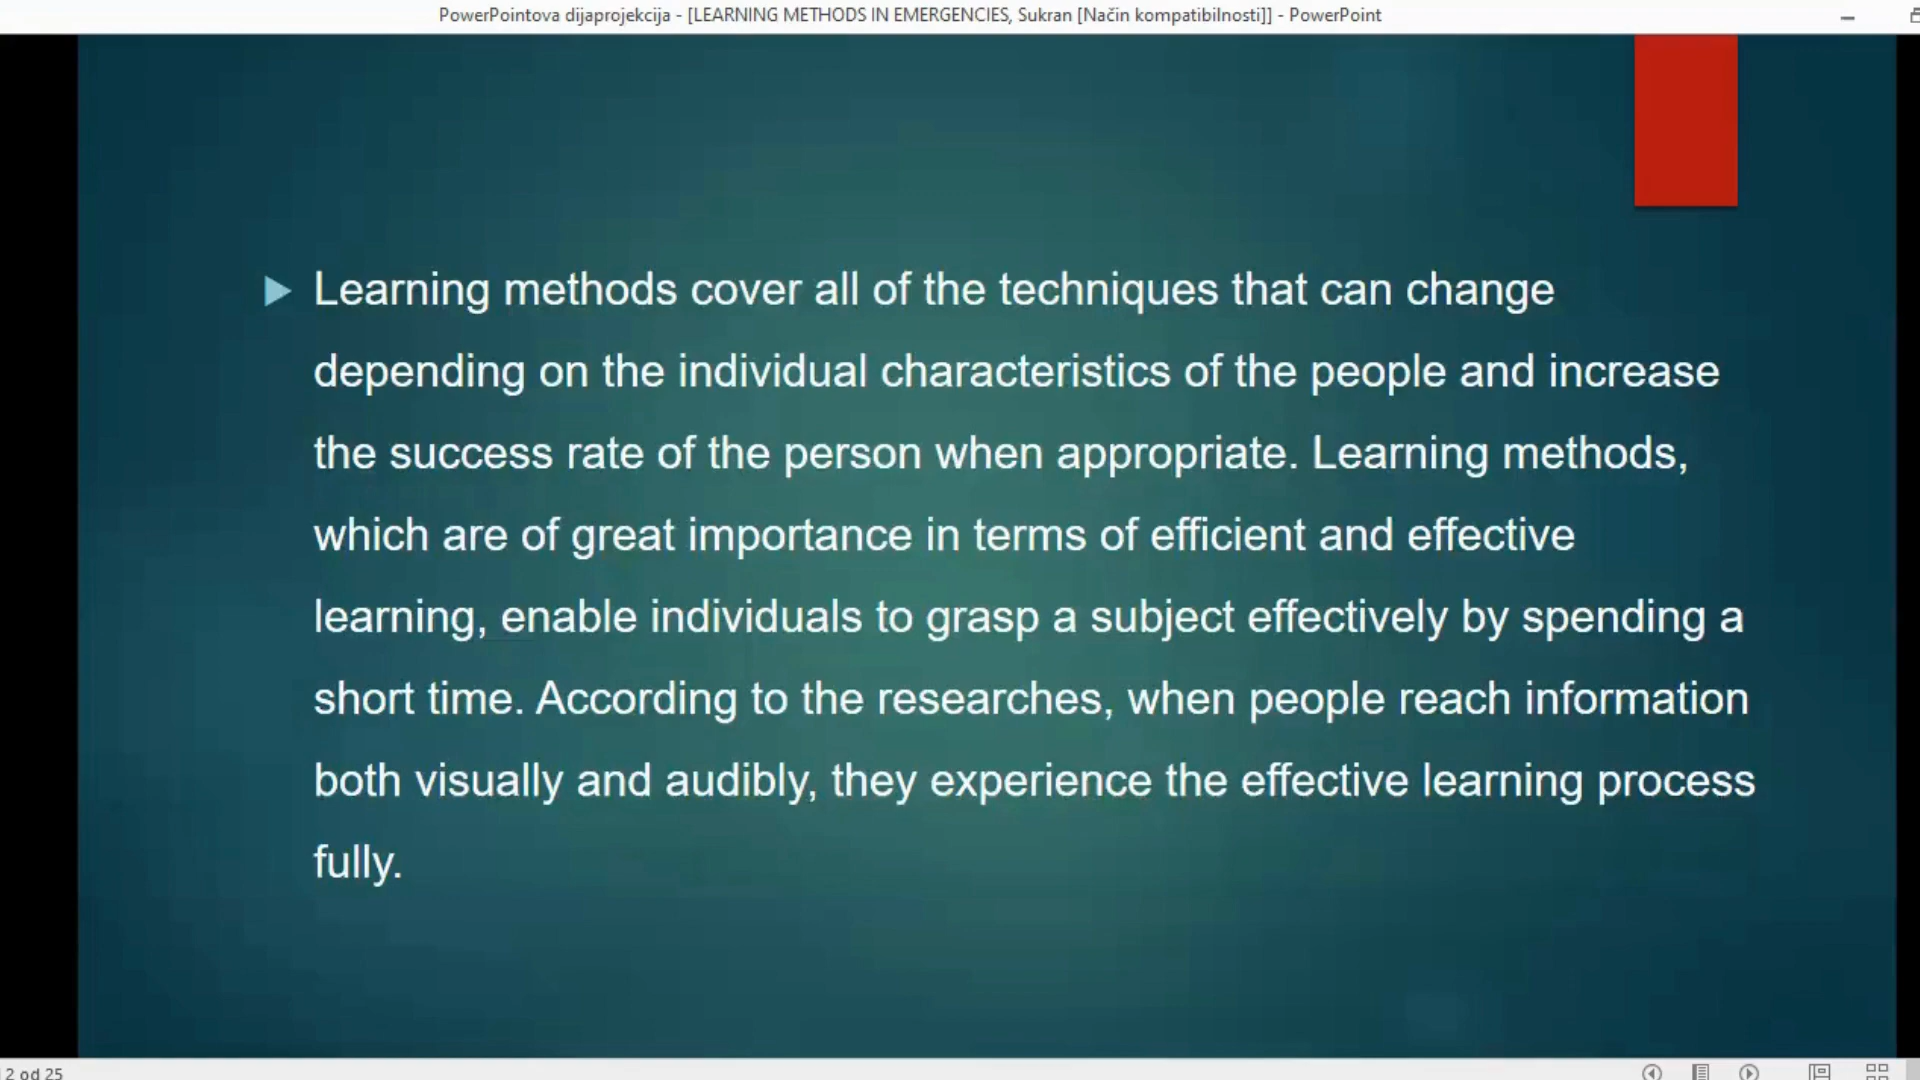 PowerPointova dijaprojekcija - [LEARNING METHODS IN EMERGENCIES, Sukran [Način kompatibilnosti]] - PowerPoint
Learning methods cover all of the techniques that can change
depending on the individual characteristics of the people and increase
the success rate of the person when appropriate. Learning methods,
which are of great importance in terms of efficient and effective
learning, enable individuals to grasp a subject effectively by spending a
short time. According to the researches, when people reach information
both visually and audibly, they experience the effective learning process
fully.
2 od 25